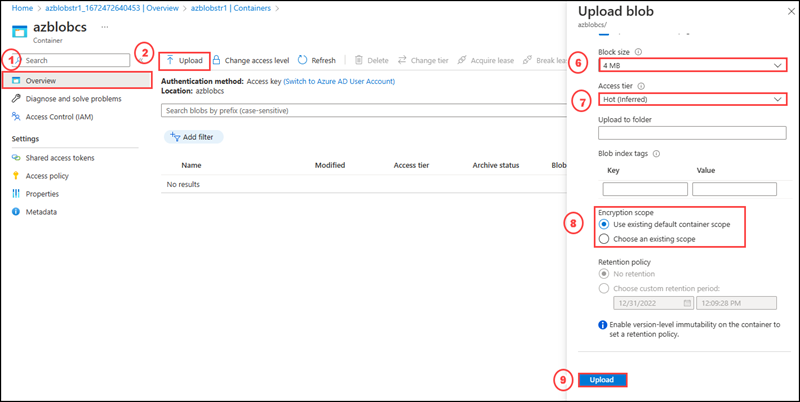 Home > azblobstr1_1672472640453 | Overview > azblobstr1 | Containers >
azblobcs ...
Container
1
Search
Overview
Diagnose and solve problems
Access Control (IAM)
Settings
Shared access tokens
Access policy
Properties
Metadata
2
Upload Change access level Refresh Delete Change tier Acquire lease Break lea
Authentication method: Access key (Switch to Azure AD User Account)
Location: azblobcs
Search blobs by prefix (case-sensitive)
Add filter
Name Modified Access tier Archive status Blob
No results
Upload blob
azblobcs/
Block size
6 4 MB
Access tier
7 Hot (Inferred)
Upload to folder
Blob index tags
Key Value
Encryption scope
8 Use existing default container scope
Choose an existing scope
Retention policy
No retention
Choose custom retention period:
12/31/2022 12:09:28 PM
Enable version-level immutability on the container to
set a retention policy.
9 Upload